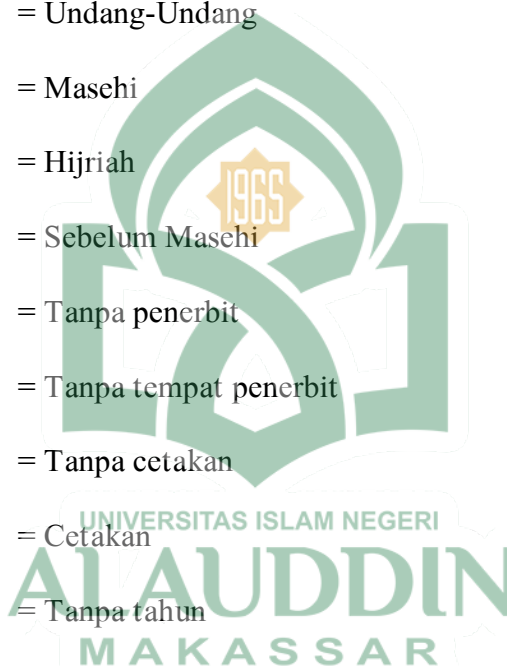 = Undang-Undang
= Masehi
= Hijriah
1965
= Sebelum Masehi
= Tanpa penerbit
= Tanpa tempat penerbit
= Tanpa cetakan
UNIVERSITAS ISLAM NEGERI
= Cetakan
ALAUDDIN
= Tanpa tahun
MAKASSAR